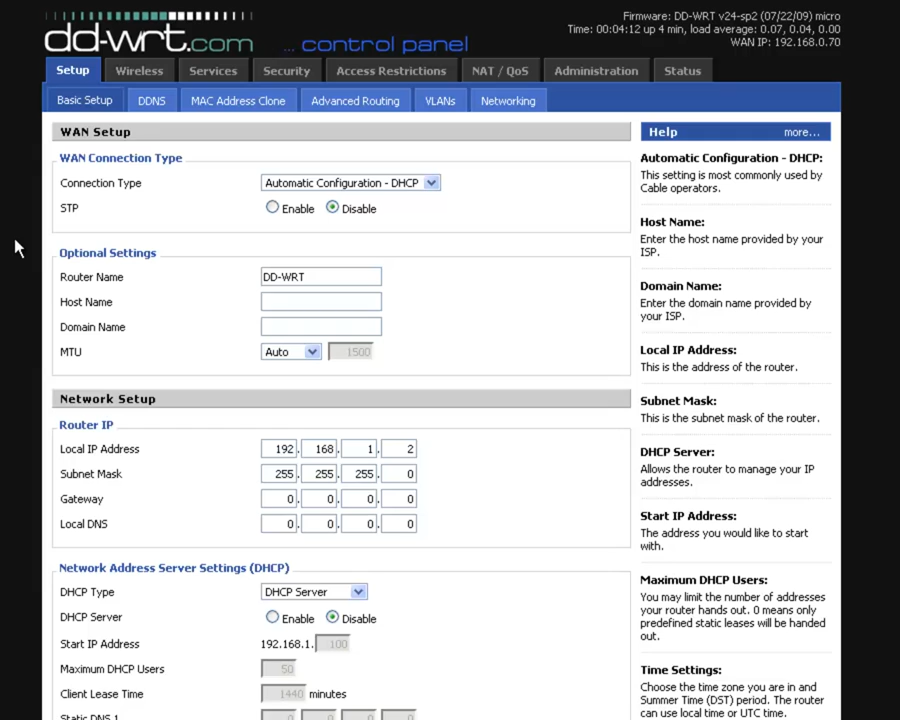 dd-wrt.com ... control panel
Firmware: DD-WRT v24-sp2 (07/22/09) micro
Time: 00:04:12 up 4 min, load average: 0.07, 0.04, 0.00
WAN IP: 192.168.0.70
Setup Wireless Services Security Access Restrictions NAT / QoS Administration Status
Basic Setup DDNS MAC Address Clone Advanced Routing VLANs Networking
WAN Setup
WAN Connection Type
Connection Type Automatic Configuration - DHCP
STP Enable Disable
Optional Settings
Router Name DD-WRT
Host Name
Domain Name
MTU Auto 1500
Network Setup
Router IP
Local IP Address 192. 168. 1. 2
Subnet Mask 255. 255. 255. 0
Gateway 0. 0. 0. 0
Local DNS 0. 0. 0. 0
Network Address Server Settings (DHCP)
DHCP Type DHCP Server
DHCP Server Enable Disable
Start IP Address 192.168.1. 100
Maximum DHCP Users 50
Client Lease Time 1440 minutes
Static DNS 1 0. 0. 0. 0
Help more...
Automatic Configuration - DHCP:
This setting is most commonly used by
Cable operators.
Host Name:
Enter the host name provided by your
ISP.
Domain Name:
Enter the domain name provided by
your ISP.
Local IP Address:
This is the address of the router.
Subnet Mask:
This is the subnet mask of the router.
DHCP Server:
Allows the router to manage your IP
addresses.
Start IP Address:
The address you would like to start
with.
Maximum DHCP Users:
You may limit the number of addresses
your router hands out. 0 means only
predefined static leases will be handed
out.
Time Settings:
Choose the time zone you are in and
Summer Time (DST) period. The router
can use local time or UTC time.